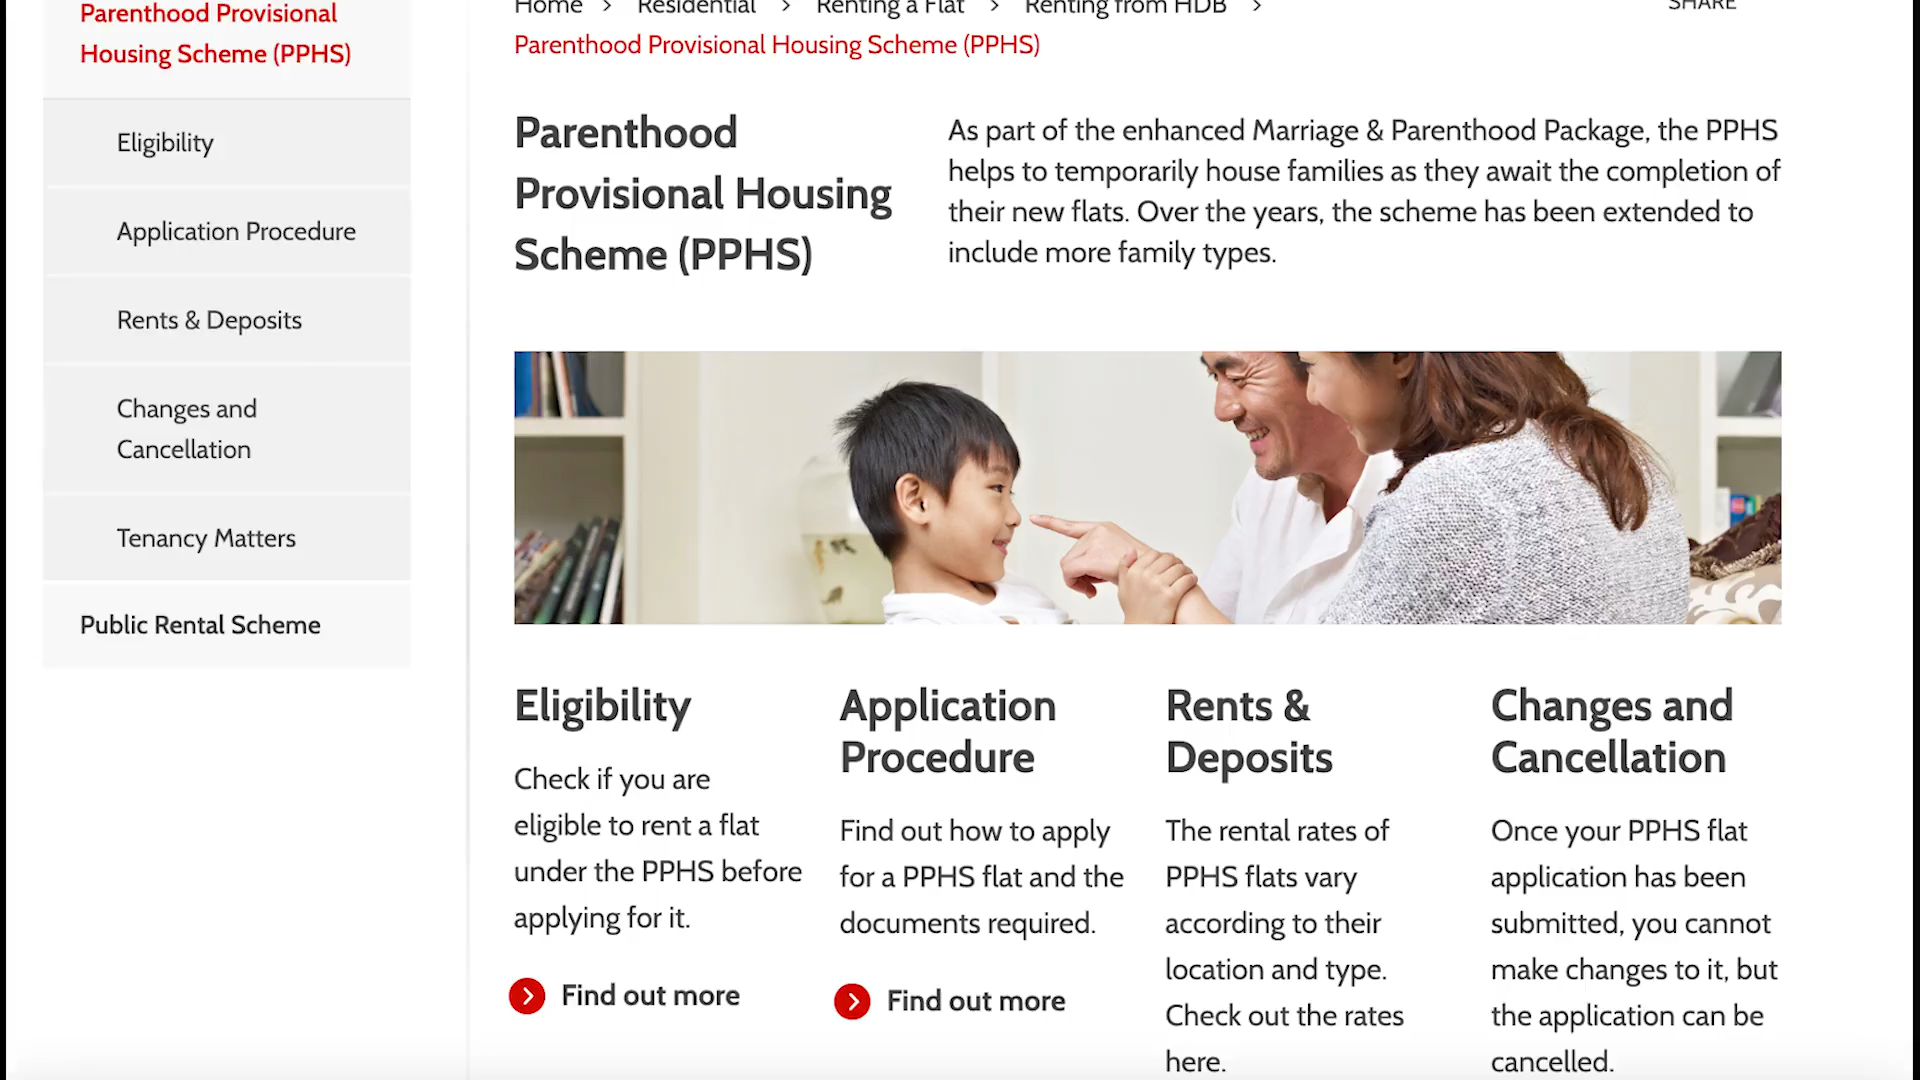 Parenthood Provisional
Housing Scheme (PPHS)
Eligibility
Application Procedure
Rents & Deposits
Changes and
Cancellation
Tenancy Matters
Public Rental Scheme
Home > Residential > Renting a Flat > Renting from HDB >
Parenthood Provisional Housing Scheme (PPHS)
SHARE
Parenthood
Provisional Housing
Scheme (PPHS)
As part of the enhanced Marriage & Parenthood Package, the PPHS
helps to temporarily house families as they await the completion of
their new flats. Over the years, the scheme has been extended to
include more family types.
Eligibility
Check if you are
eligible to rent a flat
under the PPHS before
applying for it.
Find out more
Application
Procedure
Find out how to apply
for a PPHS flat and the
documents required.
Find out more
Rents &
Deposits
The rental rates of
PPHS flats vary
according to their
location and type.
Check out the rates
here.
Changes and
Cancellation
Once your PPHS flat
application has been
submitted, you cannot
make changes to it, but
the application can be
cancelled.